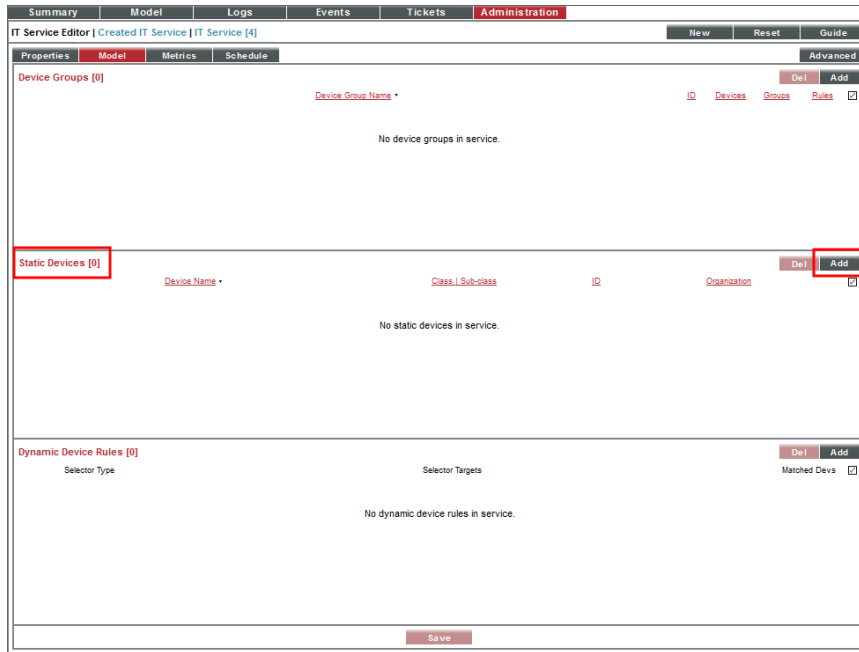 Summary Model Logs Events Tickets Administration
IT Service Editor | Created IT Service | IT Service [4] New Reset Guide
Properties Model Metrics Schedule Advanced
Device Groups [0] Del Add
Device Group Name ID Devices Groups Rules
No device groups in service.
Static Devices [0] Del Add
Device Name Class | Sub-class ID Organization
No static devices in service.
Dynamic Device Rules [0] Del Add
Selector Type Selector Targets Matched Devs
No dynamic device rules in service.
Save